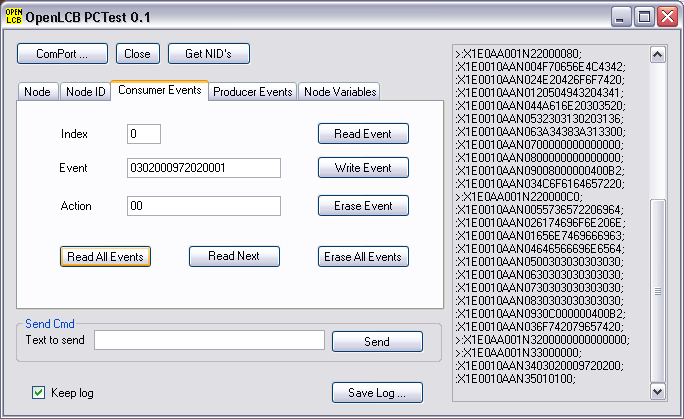 OPEN LCB OpenLCB PCTest 0.1
ComPort ... Close Get NID's
Node Node ID Consumer Events Producer Events Node Variables
Index 0 Read Event
Event 0302000972020001 Write Event
Action 00 Erase Event
Read All Events Read Next Erase All Events
Send Cmd
Text to send Send
Keep log Save Log ...
>:X1E0AA001N22000080;
:X1E0010AAN004F70656E4C4342;
:X1E0010AAN024E20426F6F7420;
:X1E0010AAN0120504943204341;
:X1E0010AAN044A616E20303520;
:X1E0010AAN0532303130203136;
:X1E0010AAN063A34383A313300;
:X1E0010AAN0700000000000000;
:X1E0010AAN0800000000000000;
:X1E0010AAN09008000000400B2;
:X1E0010AAN034C6F6164657220;
>:X1E0AA001N220000C0;
:X1E0010AAN0055736572206964;
:X1E0010AAN026174696F6E206E;
:X1E0010AAN01656E7469666963;
:X1E0010AAN04646566696E6564;
:X1E0010AAN0500303030303030;
:X1E0010AAN0630303030303030;
:X1E0010AAN0730303030303030;
:X1E0010AAN0830303030303030;
:X1E0010AAN0930C000000400B2;
:X1E0010AAN036F742079657420;
>:X1E0AA001N3200000000000000;
>:X1E0AA001N33000000;
:X1E0010AAN3403020009720200;
:X1E0010AAN35010100;